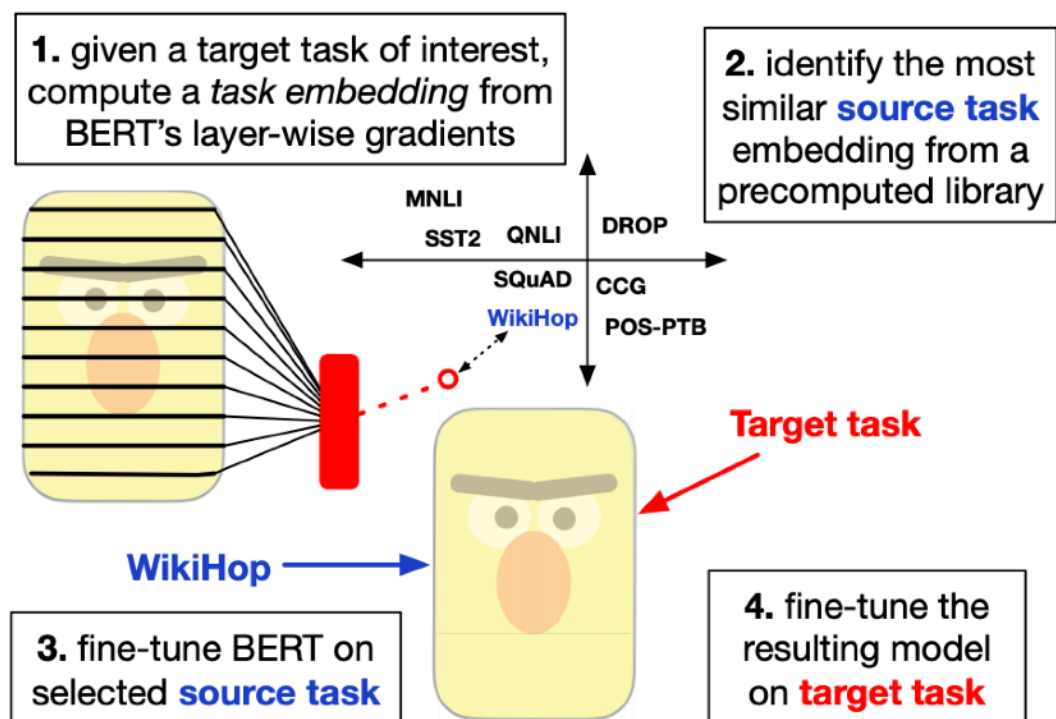 1. given a target task of interest,
compute a task embedding from
BERT's layer-wise gradients
2. identify the most
similar source task
embedding from a
precomputed library
MNLI
SST2
QNLI
DROP
SQuAD
CCG
WikiHop
POS-PTB
Target task
WikiHop
3. fine-tune BERT on
selected source task
4. fine-tune the
resulting model
on target task